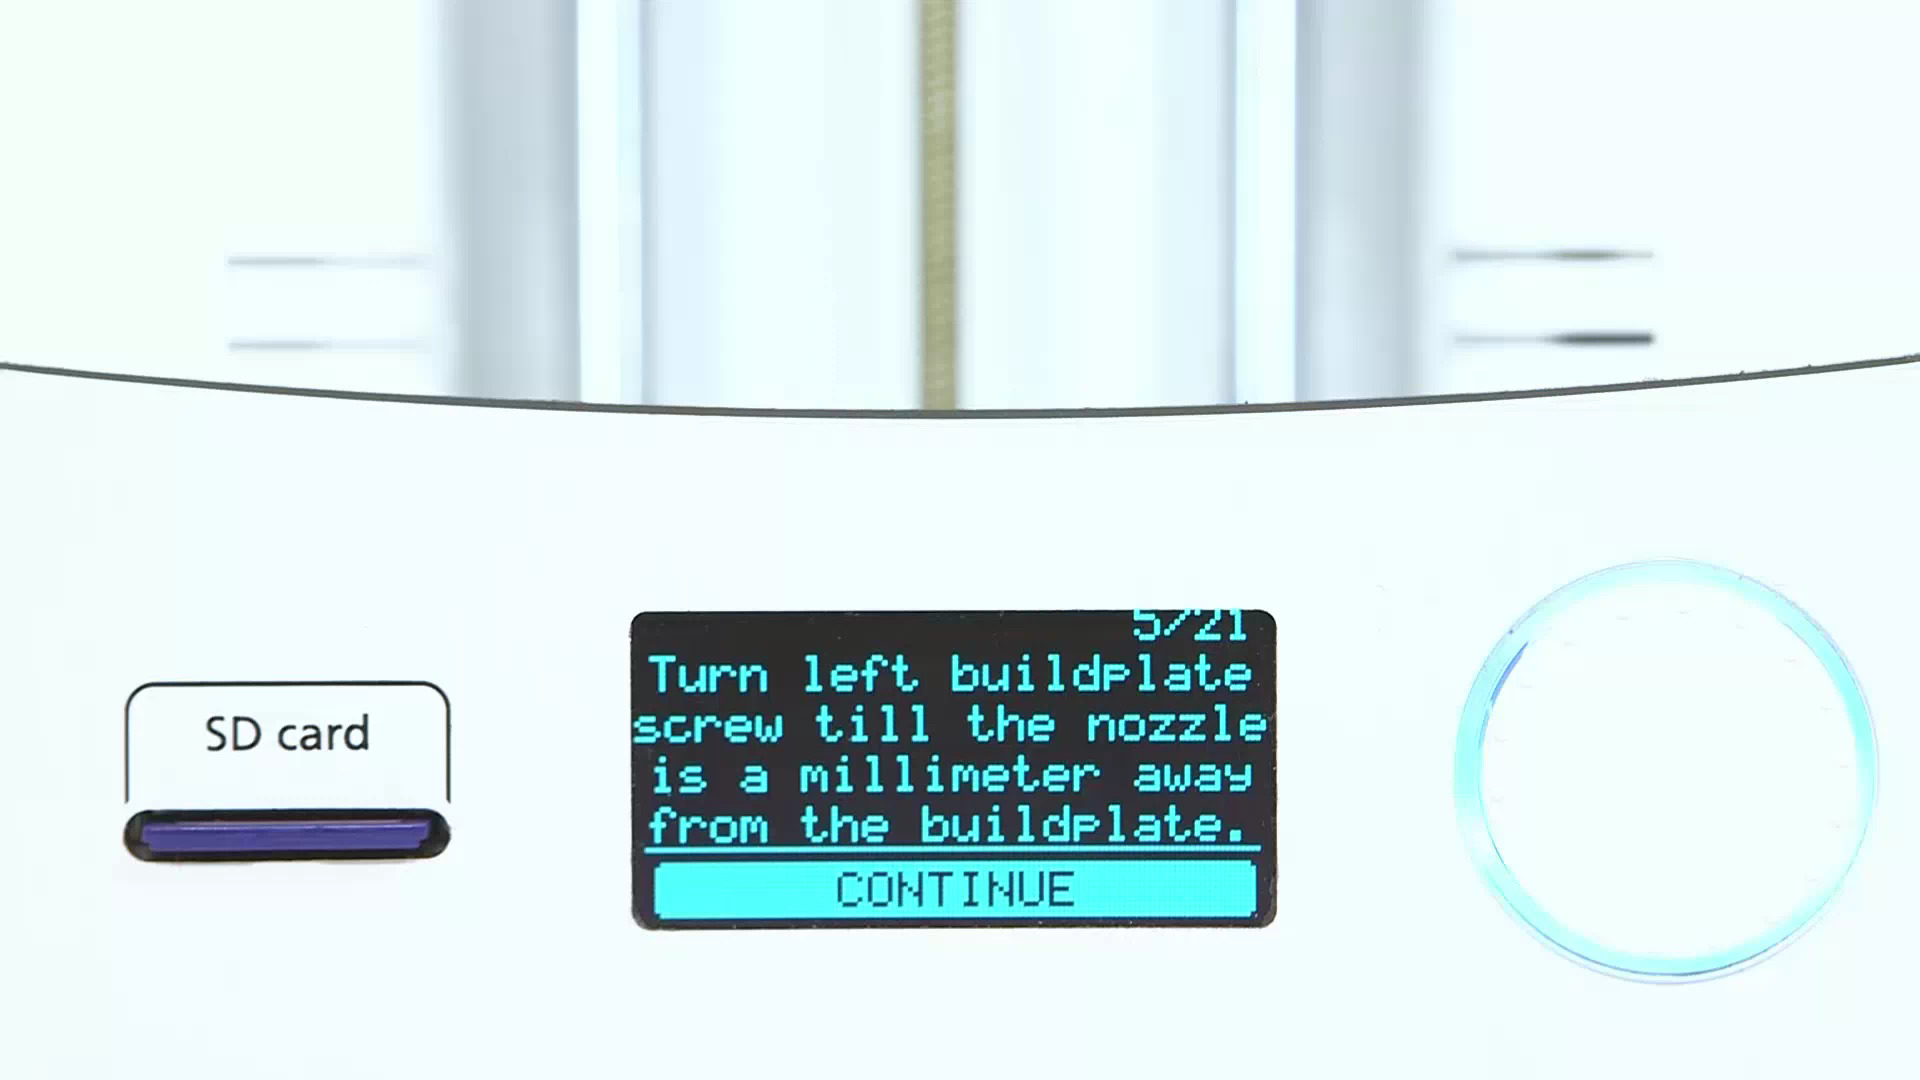 5/21
Turn left buildplate
screw till the nozzle
is a millimeter away
from the buildplate.
CONTINUE
SD card